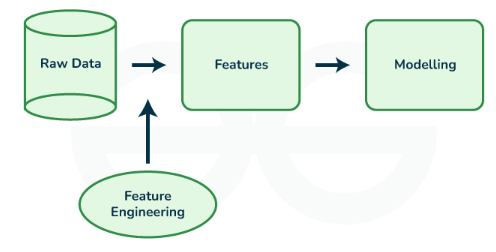 Raw Data
Features
Modelling
Feature
Engineering